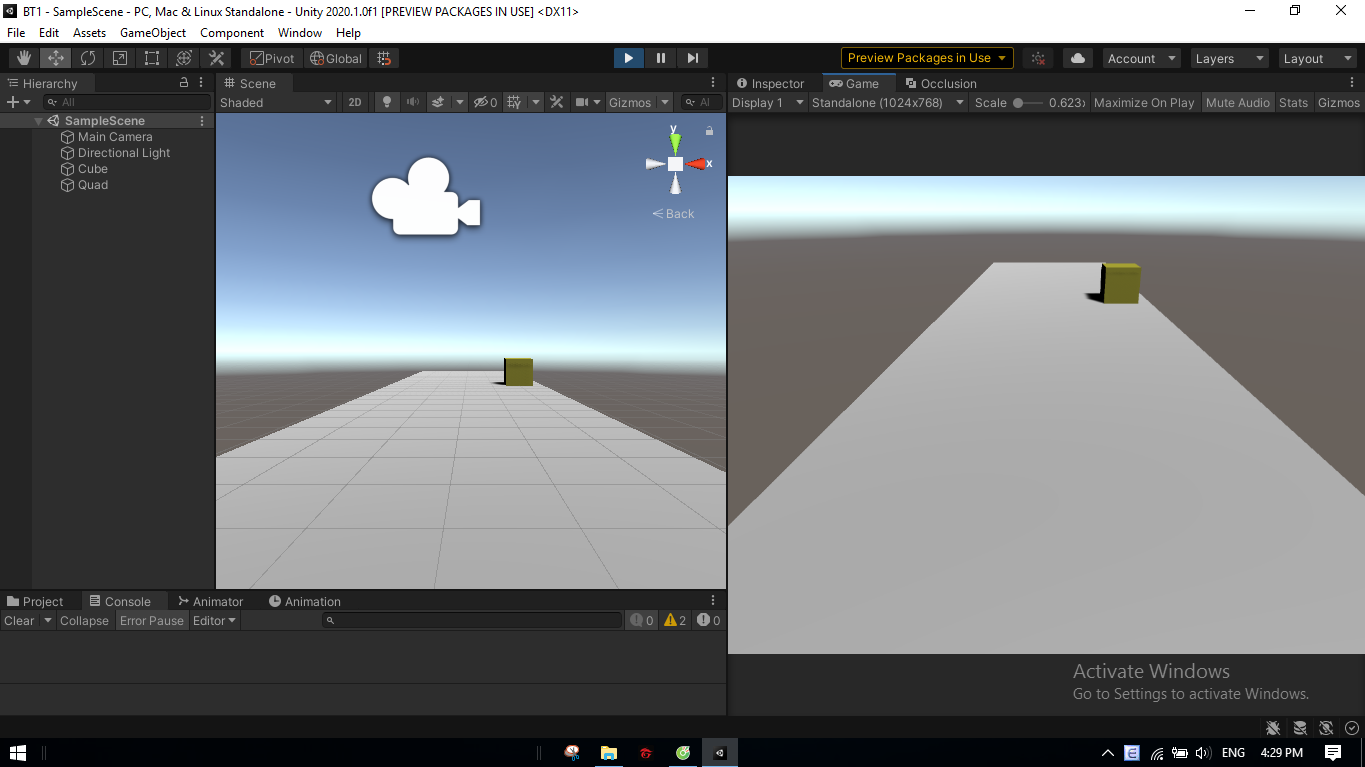 BT1 - SampleScene - PC, Mac & Linux Standalone - Unity 2020.1.0f1 [PREVIEW PACKAGES IN USE] <DX11>
File Edit Assets GameObject Component Window Help
Pivot Global Preview Packages in Use Account Layers Layout
Hierarchy Scene Inspector Game Occlusion
All Shaded 2D 0 Gizmos Al Display 1 Standalone (1024x768) Scale 0.623x Maximize On Play Mute Audio Stats Gizmos
SampleScene
Main Camera
Directional Light
Cube
Quad
y
x
Back
Project Console Animator Animation
Clear Collapse Error Pause Editor 0 2 0
Activate Windows
Go to Settings to activate Windows.
ENG 4:29 PM